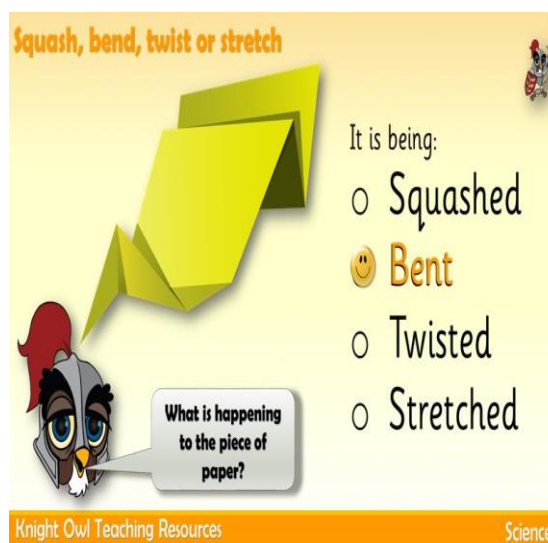 Squash, bend, twist or stretch
It is being:
Squashed
Bent
Twisted
Stretched
What is happening
to the piece of
paper?
Knight Owl Teaching Resources
Science